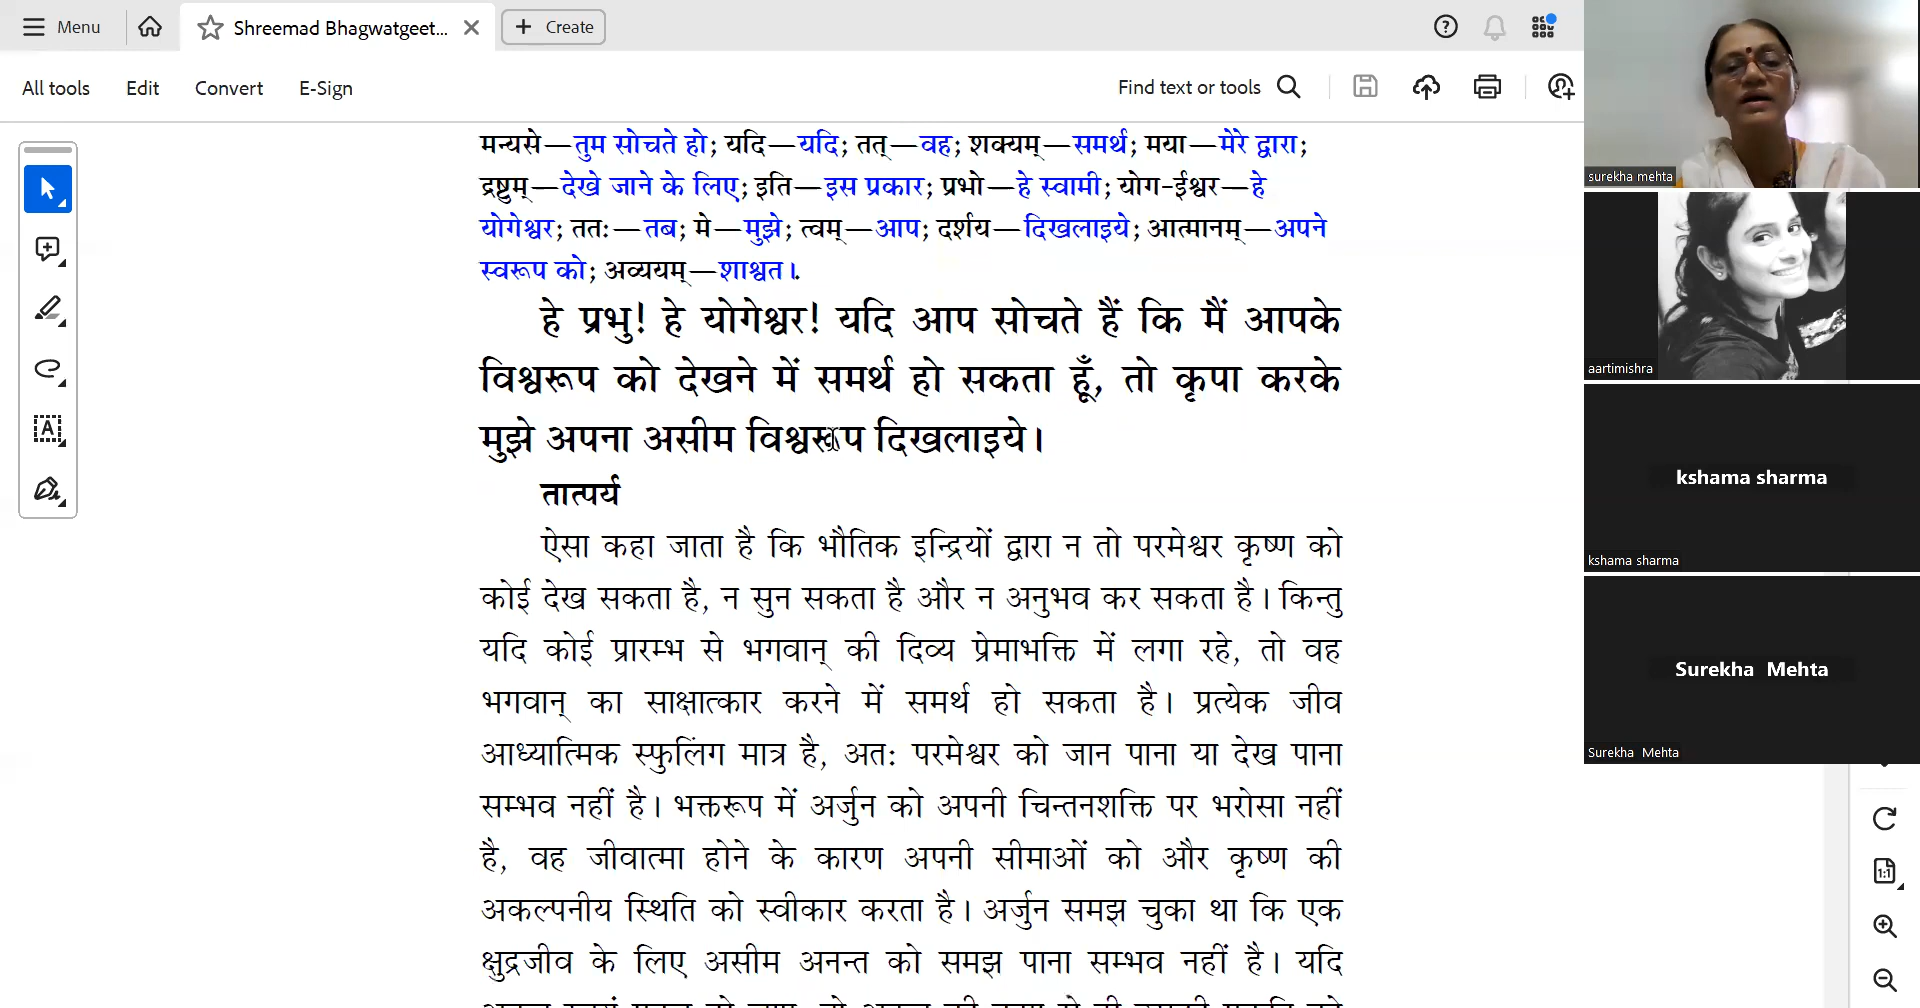 Menu
Shreemad Bhagwatgeet...
Create
All tools
Edit
Convert
E-Sign
Find text or tools
मन्यसे—तुम सोचते हो; यदि—यदि; तत्—वह; शक्यम्—समर्थ; मया—मेरे द्वारा;
द्रष्टुम्—देखे जाने के लिए; इति—इस प्रकार; प्रभो—हे स्वामी; योग-ईश्वर—हे
योगेश्वर; ततः—तब; मे—मुझे; त्वम्—आप; दर्शय—दिखलाइये; आत्मानम्—अपने
स्वरूप को; अव्ययम्—शाश्वत।.
हे प्रभु! हे योगेश्वर! यदि आप सोचते हैं कि मैं आपके
विश्वरूप को देखने में समर्थ हो सकता हूँ, तो कृपा करके
मुझे अपना असीम विश्वरूप दिखलाइये।
तात्पर्य
ऐसा कहा जाता है कि भौतिक इन्द्रियों द्वारा न तो परमेश्वर कृष्ण को
कोई देख सकता है, न सुन सकता है और न अनुभव कर सकता है। किन्तु
यदि कोई प्रारम्भ से भगवान् की दिव्य प्रेमाभक्ति में लगा रहे, तो वह
भगवान् का साक्षात्कार करने में समर्थ हो सकता है। प्रत्येक जीव
आध्यात्मिक स्फुलिंग मात्र है, अतः परमेश्वर को जान पाना या देख पाना
सम्भव नहीं है। भक्तरूप में अर्जुन को अपनी चिन्तनशक्ति पर भरोसा नहीं
है, वह जीवात्मा होने के कारण अपनी सीमाओं को और कृष्ण की
अकल्पनीय स्थिति को स्वीकार करता है। अर्जुन समझ चुका था कि एक
क्षुद्रजीव के लिए असीम अनन्त को समझ पाना सम्भव नहीं है। यदि
surekha mehta
aartimishra
kshama sharma
kshama sharma
Surekha Mehta
Surekha Mehta
1:1